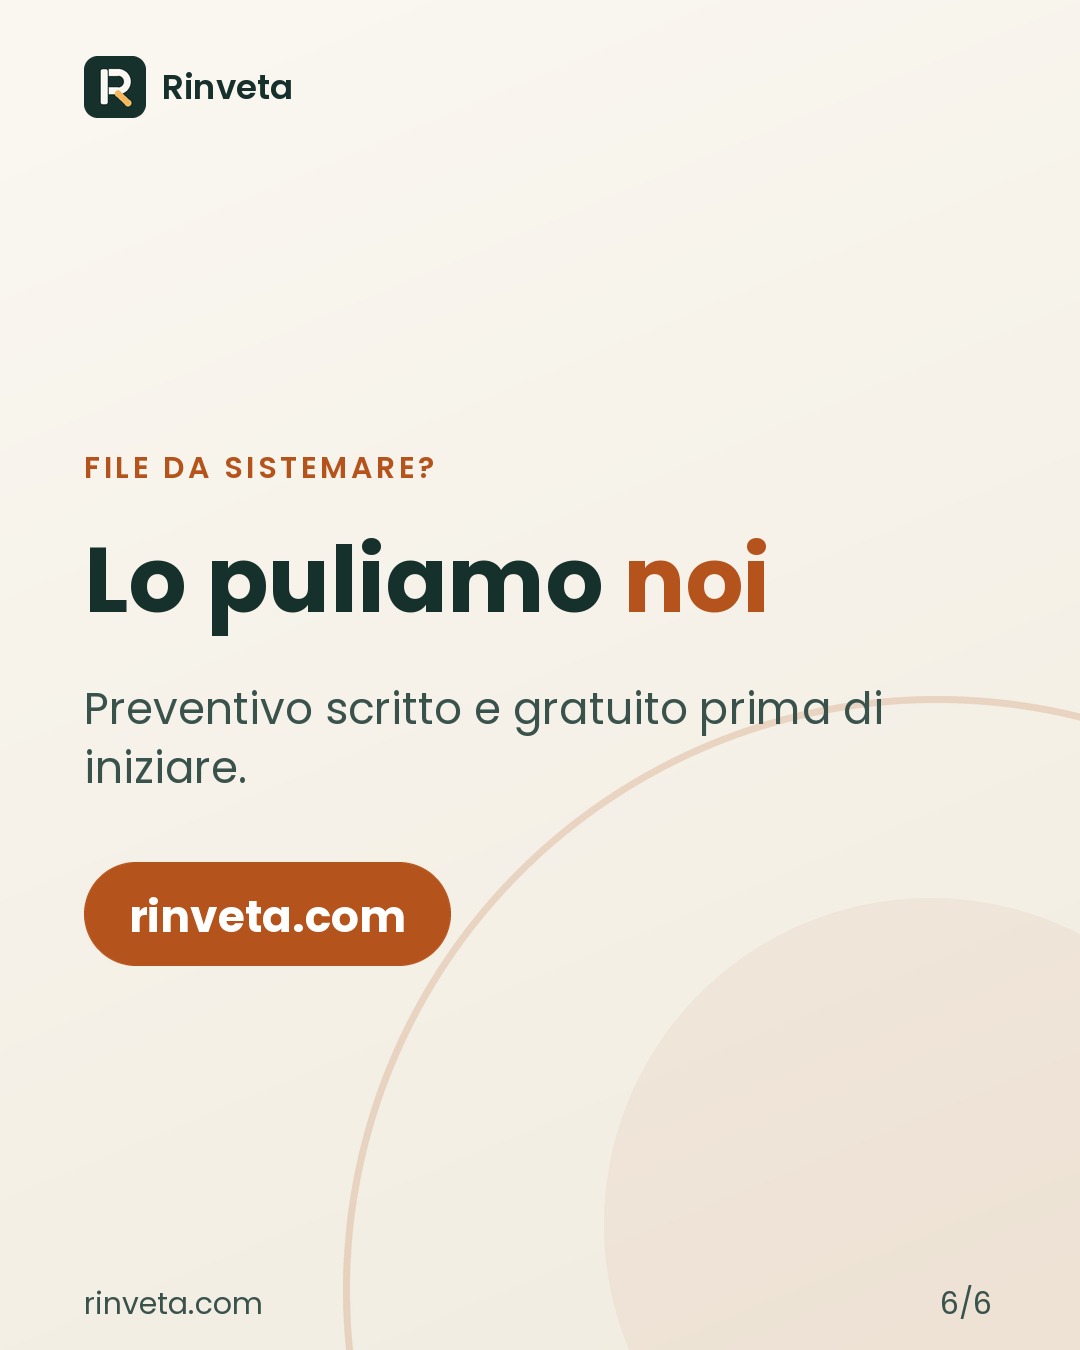 Rinveta
FILE DA SISTEMARE?
Lo puliamo noi
Preventivo scritto e gratuito prima di
iniziare.
rinveta.com
rinveta.com
6/6